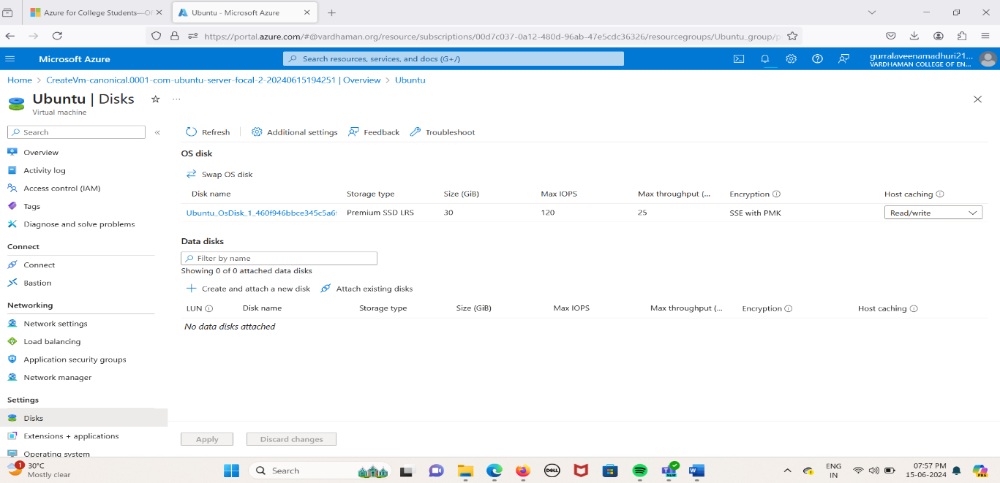 Azure for College Students—Of
Ubuntu - Microsoft Azure
https://portal.azure.com/#@vardhaman.org/resource/subscriptions/00d7c037-0a12-480d-96ab-47e5cdc36326/resourcegroups/Ubuntu_group/p
Microsoft Azure
Search resources, services, and docs (G+/)
gurralaveenamadhuri21...
VARDHAMAN COLLEGE OF EN...
Home > CreateVm-canonical.0001-com-ubuntu-server-focal-2-20240615194251 | Overview > Ubuntu
Ubuntu | Disks
Virtual machine
Search
Overview
Activity log
Access control (IAM)
Tags
Diagnose and solve problems
Connect
Connect
Bastion
Networking
Network settings
Load balancing
Application security groups
Network manager
Settings
Disks
Extensions + applications
Operating system
Refresh Additional settings Feedback Troubleshoot
OS disk
Swap OS disk
Disk name Storage type Size (GiB) Max IOPS Max throughput (... Encryption Host caching
Ubuntu_OsDisk_1_460f946bbce345c5a6 Premium SSD LRS 30 120 25 SSE with PMK Read/write
Data disks
Filter by name
Showing 0 of 0 attached data disks
Create and attach a new disk Attach existing disks
LUN Disk name Storage type Size (GiB) Max IOPS Max throughput (... Encryption Host caching
No data disks attached
Apply Discard changes
1
30°C
Mostly clear
Search
DELL
NEW
W
ENG
IN
07:57 PM
15-06-2024
PRE